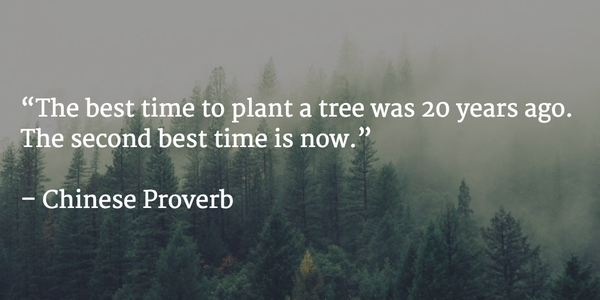 “The best time to plant a tree was 20 years ago.
The second best time is now.”
– Chinese Proverb